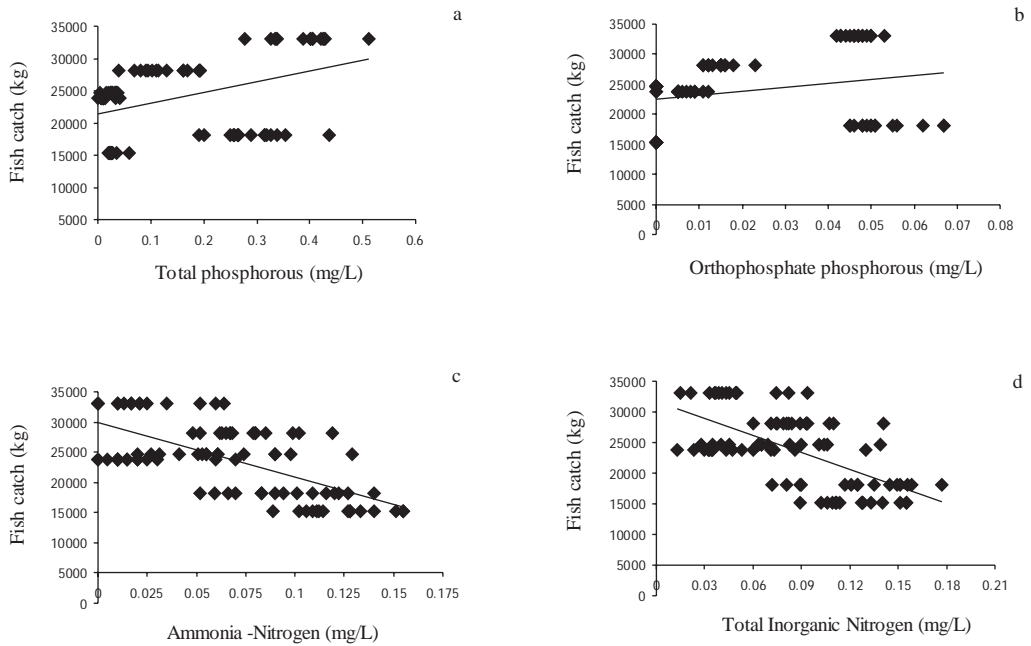 a
35000
30000
25000
20000
15000
10000
5000
0 0.1 0.2 0.3 0.4 0.5 0.6
Fish catch (kg)
Total phosphorous (mg/L)
b
35000
30000
25000
20000
15000
10000
5000
0
0 0.01 0.02 0.03 0.04 0.05 0.06 0.07 0.08
Fish catch (kg)
Orthophosphate phosphorous (mg/L)
c
35000
30000
25000
20000
15000
10000
5000
0
0 0.025 0.05 0.075 0.1 0.125 0.15 0.175
Fish catch (kg)
Ammonia -Nitrogen (mg/L)
d
35000
30000
25000
20000
15000
10000
5000
0
0 0.03 0.06 0.09 0.12 0.15 0.18 0.21
Fish catch (kg)
Total Inorganic Nitrogen (mg/L)